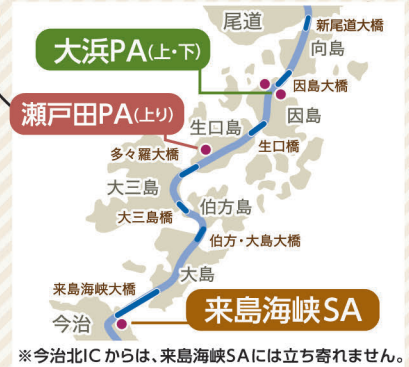 尾道
新尾道大橋
向島
大浜PA(上・下)
因島大橋
因島
瀬戸田PA(上り)
生口島
生口橋
多々羅大橋
大三島
伯方島
大三島橋
伯方・大島大橋
大島
来島海峡大橋
来島海峡SA
今治
※今治北ICからは、来島海峡SAには立ち寄れません。